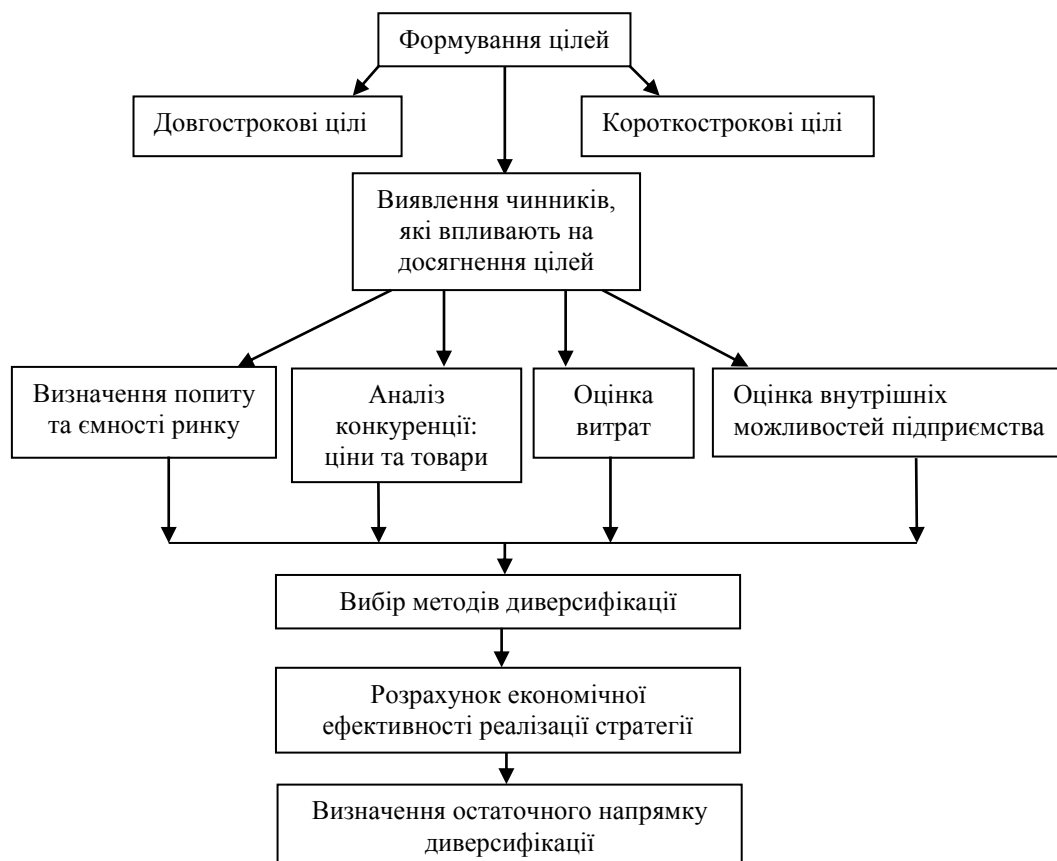 Формування цілей
Довгострокові цілі
Короткострокові цілі
Виявлення чинників,
які впливають на
досягнення цілей
Визначення попиту
та ємності ринку
Аналіз
конкуренції:
ціни та товари
Оцінка
витрат
Оцінка внутрішніх
можливостей підприємства
Вибір методів диверсифікації
Розрахунок економічної
ефективності реалізації стратегії
Визначення остаточного напрямку
диверсифікації